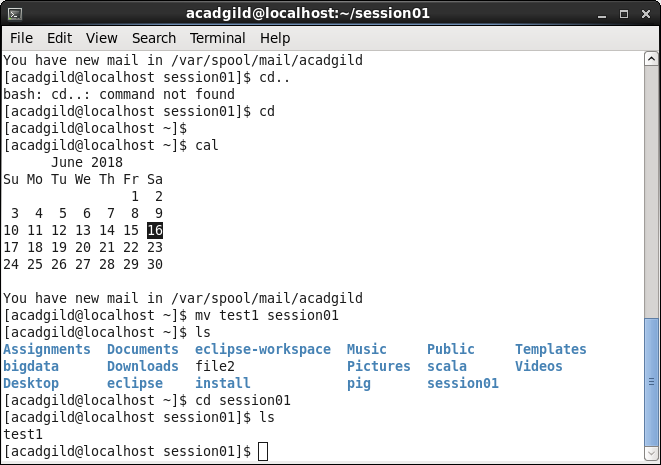 acadgild@localhost:~/session01
File Edit View Search Terminal Help
You have new mail in /var/spool/mail/acadgild
[acadgild@localhost session01]$ cd..
bash: cd..: command not found
[acadgild@localhost session01]$ cd
[acadgild@localhost ~]$
[acadgild@localhost ~]$ cal
      June 2018
Su Mo Tu We Th Fr Sa
                1  2
 3  4  5  6  7  8  9
10 11 12 13 14 15 16
17 18 19 20 21 22 23
24 25 26 27 28 29 30
You have new mail in /var/spool/mail/acadgild
[acadgild@localhost ~]$ mv test1 session01
[acadgild@localhost ~]$ ls
Assignments  Documents  eclipse-workspace  Music     Public     Templates
bigdata      Downloads  file2              Pictures  scala      Videos
Desktop      eclipse    install            pig       session01
[acadgild@localhost ~]$ cd session01
[acadgild@localhost session01]$ ls
test1
[acadgild@localhost session01]$